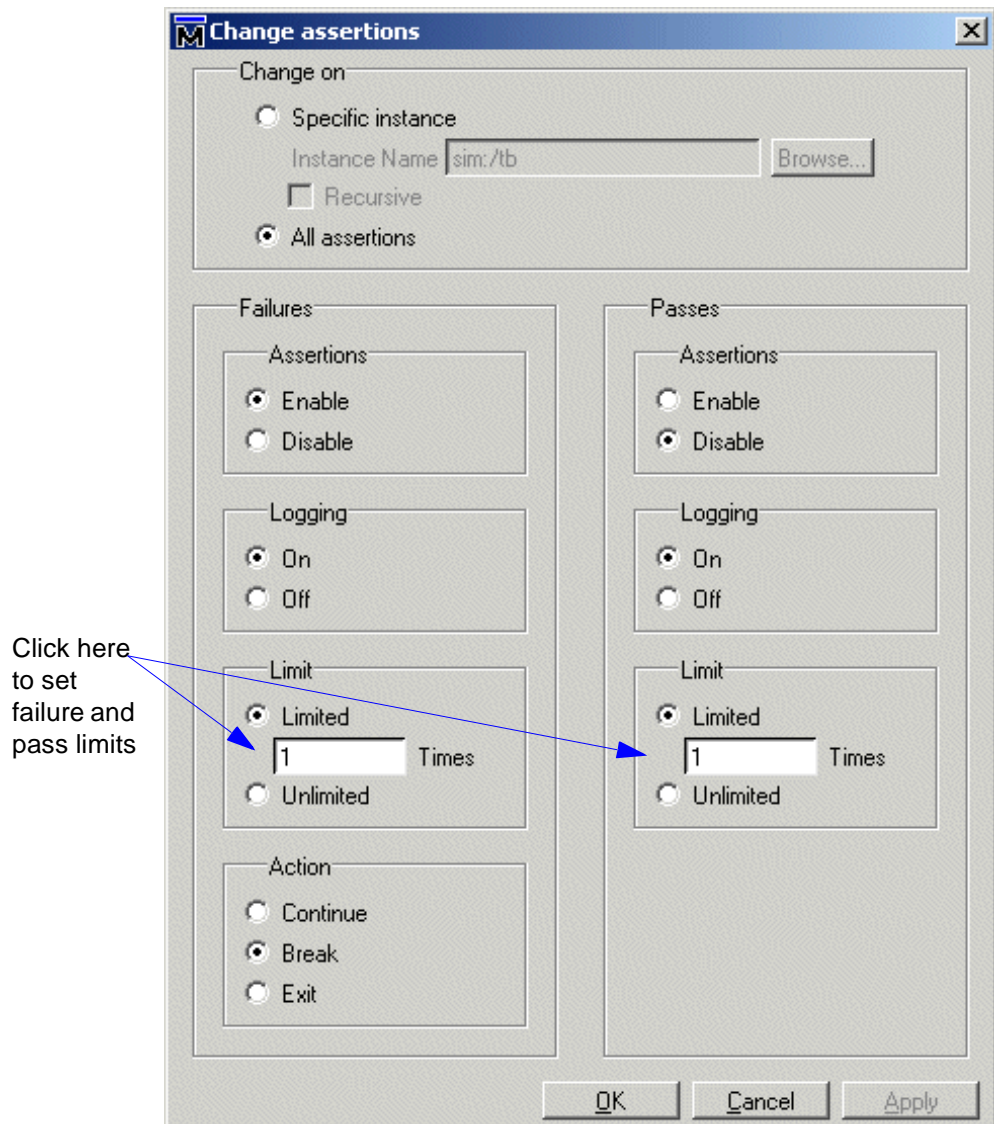 Change assertions
Change on
Specific instance
Instance Name sim:/tb Browse...
Recursive
All assertions
Failures
Assertions
Enable
Disable
Logging
On
Off
Limit
Limited
1 Times
Unlimited
Action
Continue
Break
Exit
Passes
Assertions
Enable
Disable
Logging
On
Off
Limit
Limited
1 Times
Unlimited
Click here
to set
failure and
pass limits
OK Cancel Apply